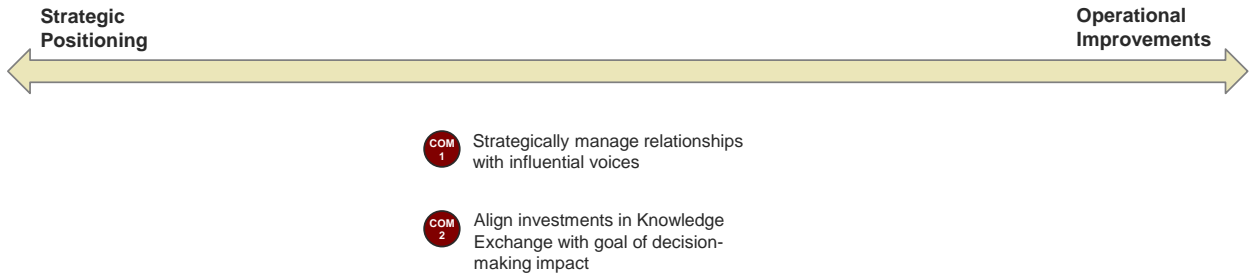 Strategic
Positioning
Operational
Improvements
COM
1
Strategically manage relationships
with influential voices
COM
2
Align investments in Knowledge
Exchange with goal of decision-
making impact